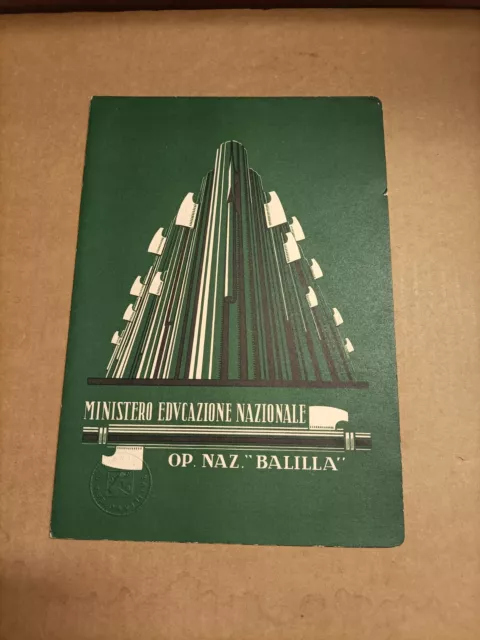 MINISTERO EDVCAZIONE NAZIONALE
OP. NAZ. "BALILLA"